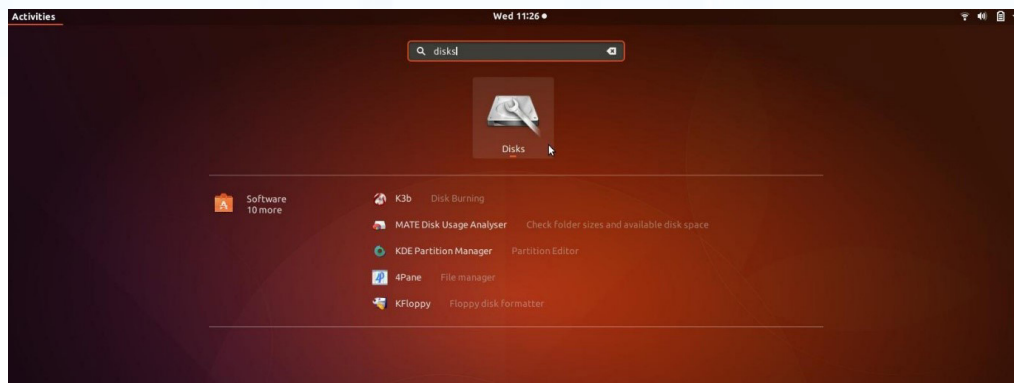 Activities
Wed 11:26
disks
Disks
Software
10 more
K3b Disk Burning
MATE Disk Usage Analyser Check folder sizes and available disk space
KDE Partition Manager Partition Editor
4Pane File manager
KFloppy Floppy disk formatter